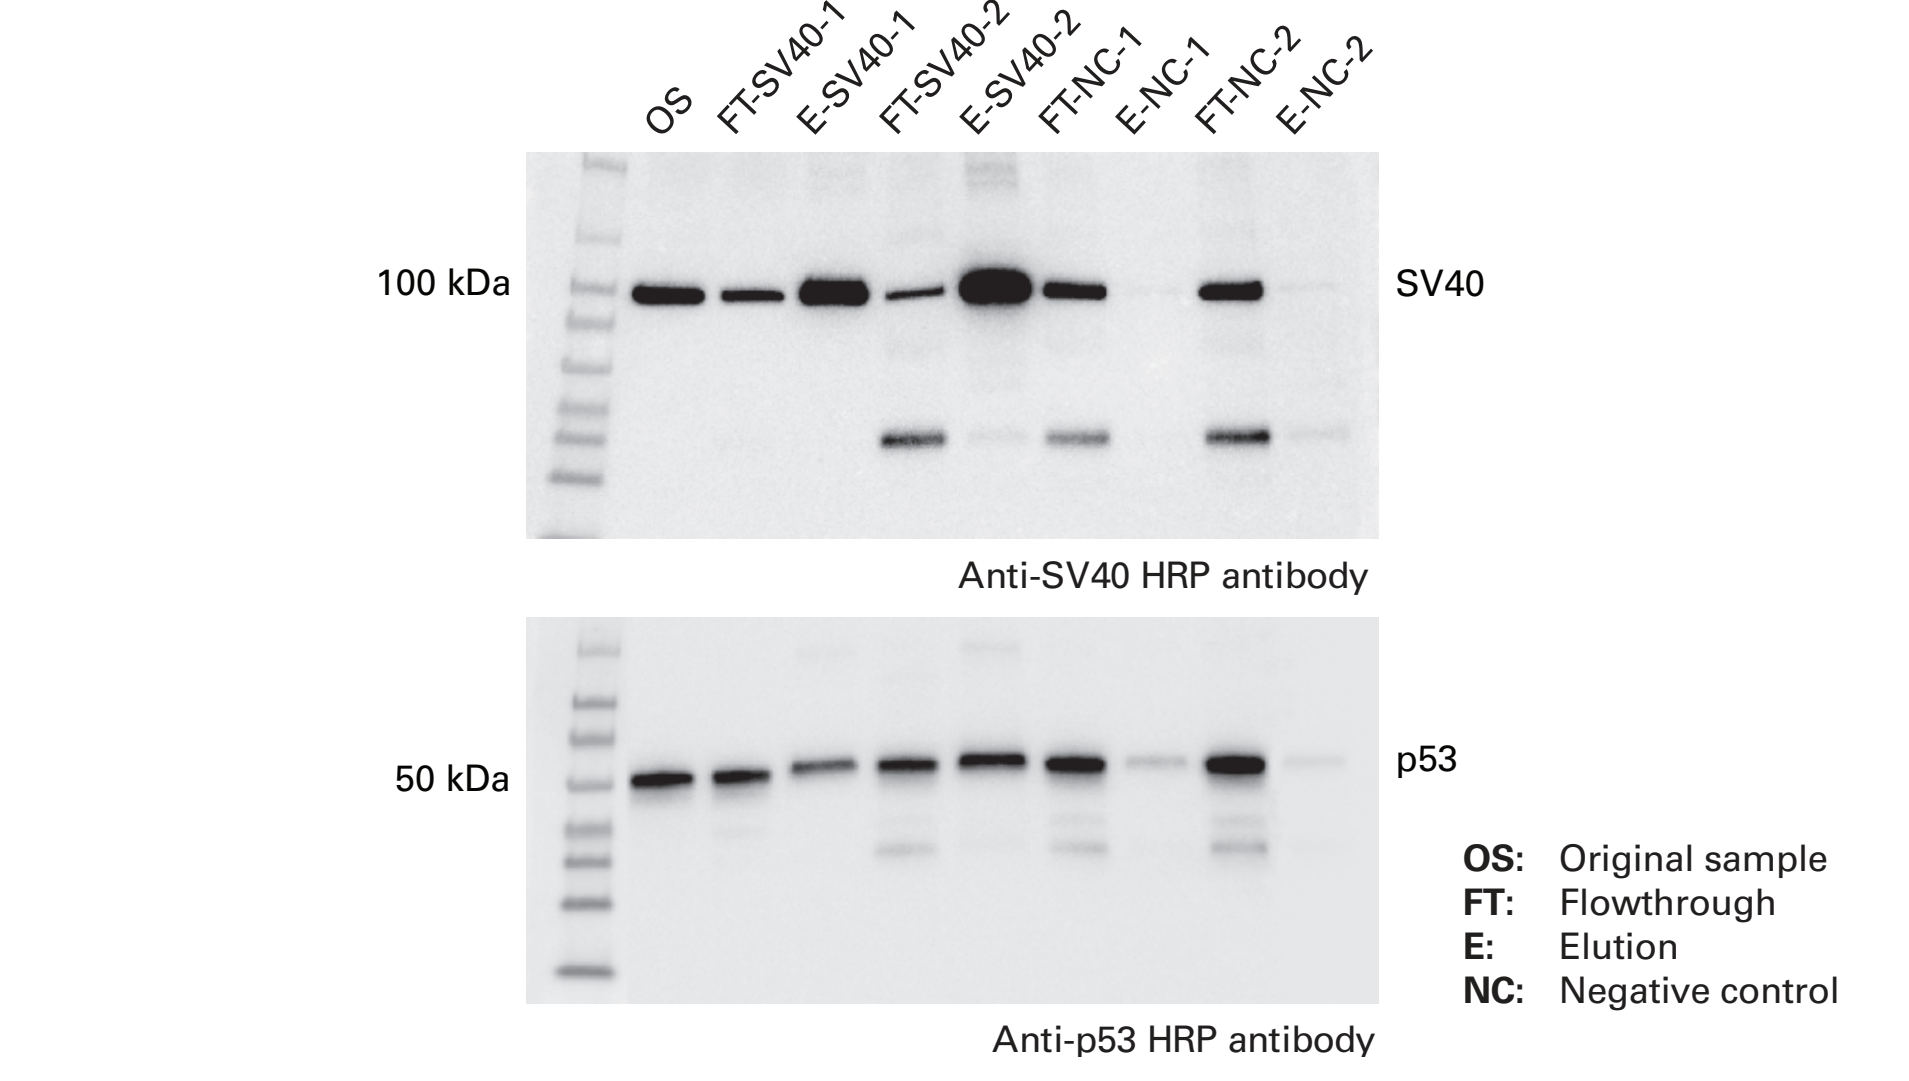 OS
FT-SV40-1
E-SV40-1
FT-SV40-2
E-SV40-2
FT-NC-1
E-NC-1
FT-NC-2
E-NC-2
100 kDa
SV40
Anti-SV40 HRP antibody
50 kDa
p53
Anti-p53 HRP antibody
OS: Original sample
FT: Flowthrough
E: Elution
NC: Negative control